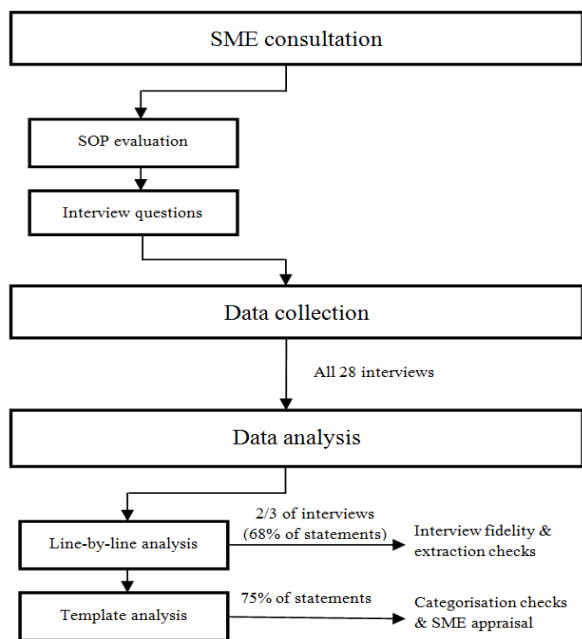 SME consultation
SOP evaluation
Interview questions
Data collection
All 28 interviews
Data analysis
2/3 of interviews
(68% of statements)
Line-by-line analysis
Interview fidelity &
extraction checks
75% of statements
Template analysis
Categorisation checks
& SME appraisal